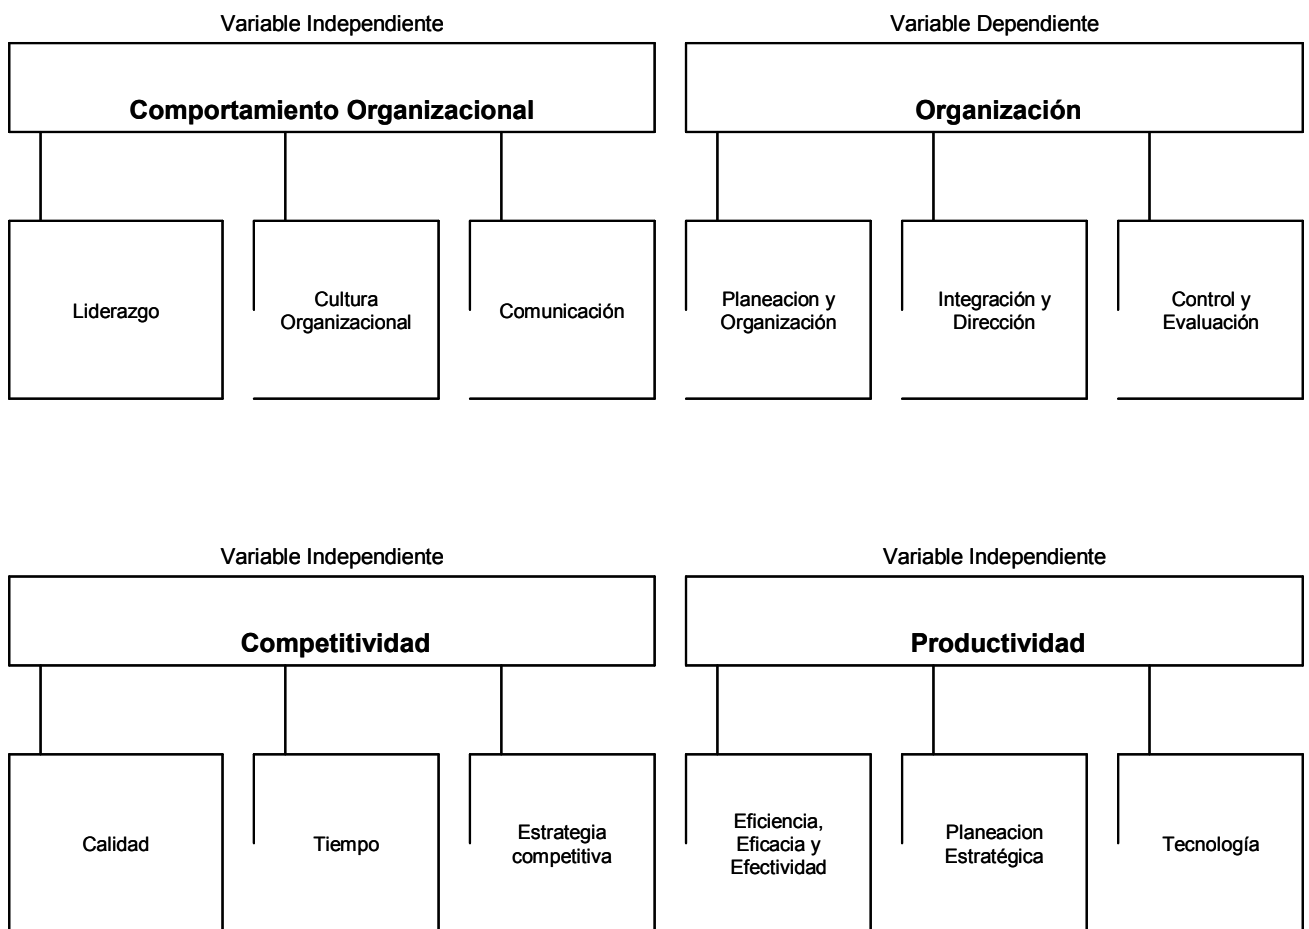 Variable Independiente
Variable Dependiente
Comportamiento Organizacional
Organización
Liderazgo
Cultura
Organizacional
Comunicación
Planeacion y
Organización
Integración y
Dirección
Control y
Evaluación
Variable Independiente
Variable Independiente
Competitividad
Productividad
Calidad
Tiempo
Estrategia
competitiva
Eficiencia,
Eficacia y
Efectividad
Planeacion
Estratégica
Tecnología